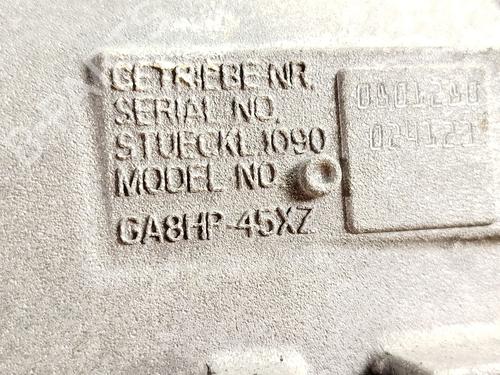 GETRIEBE NR.
SERIAL NO.
STUECKL.1090
MODEL NO
GA8HP-45XZ